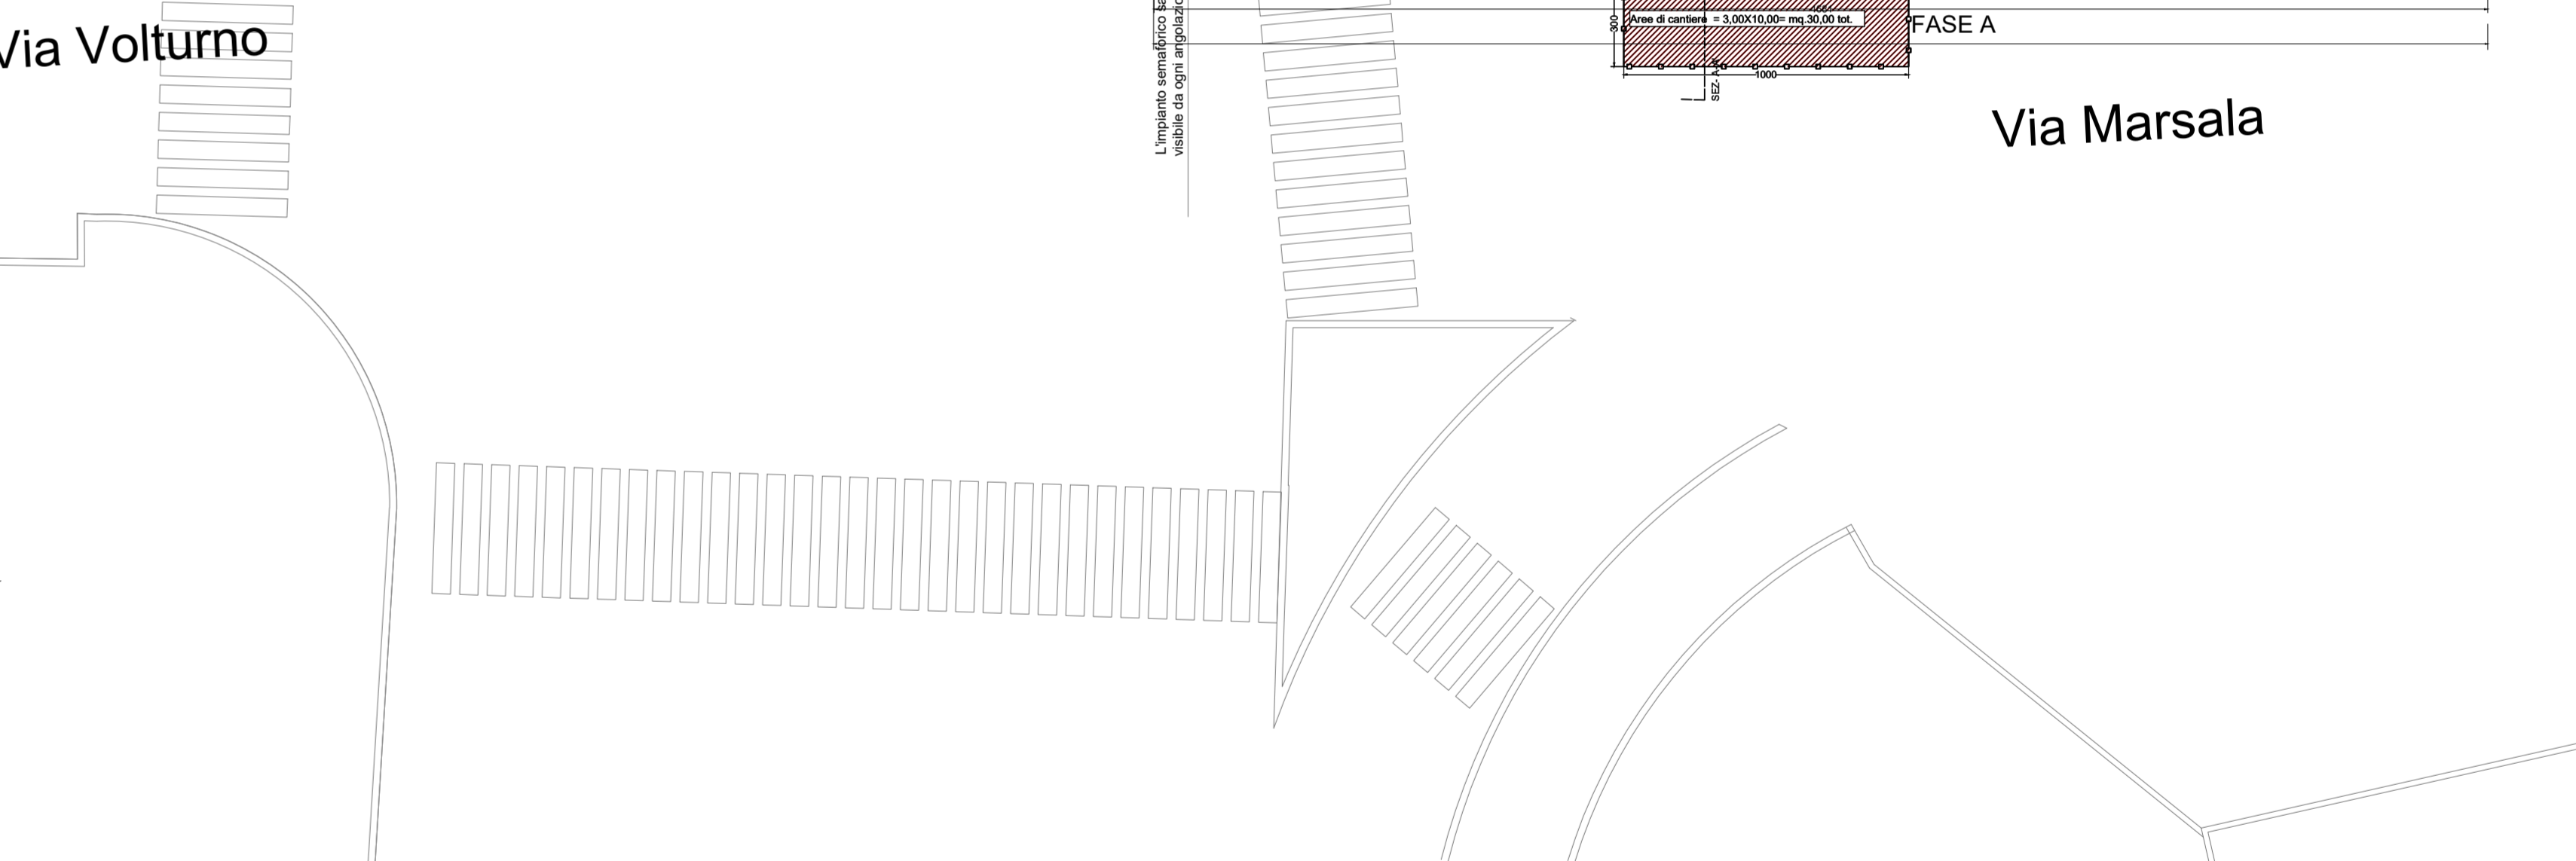 Via Volturno
L'impianto semaforico
visibile da ogni
300
Aree di cantiere = 3,00X10,00= mq.30,00 tot.
FASE A
1000
SEZ- A-A'
Via Marsala